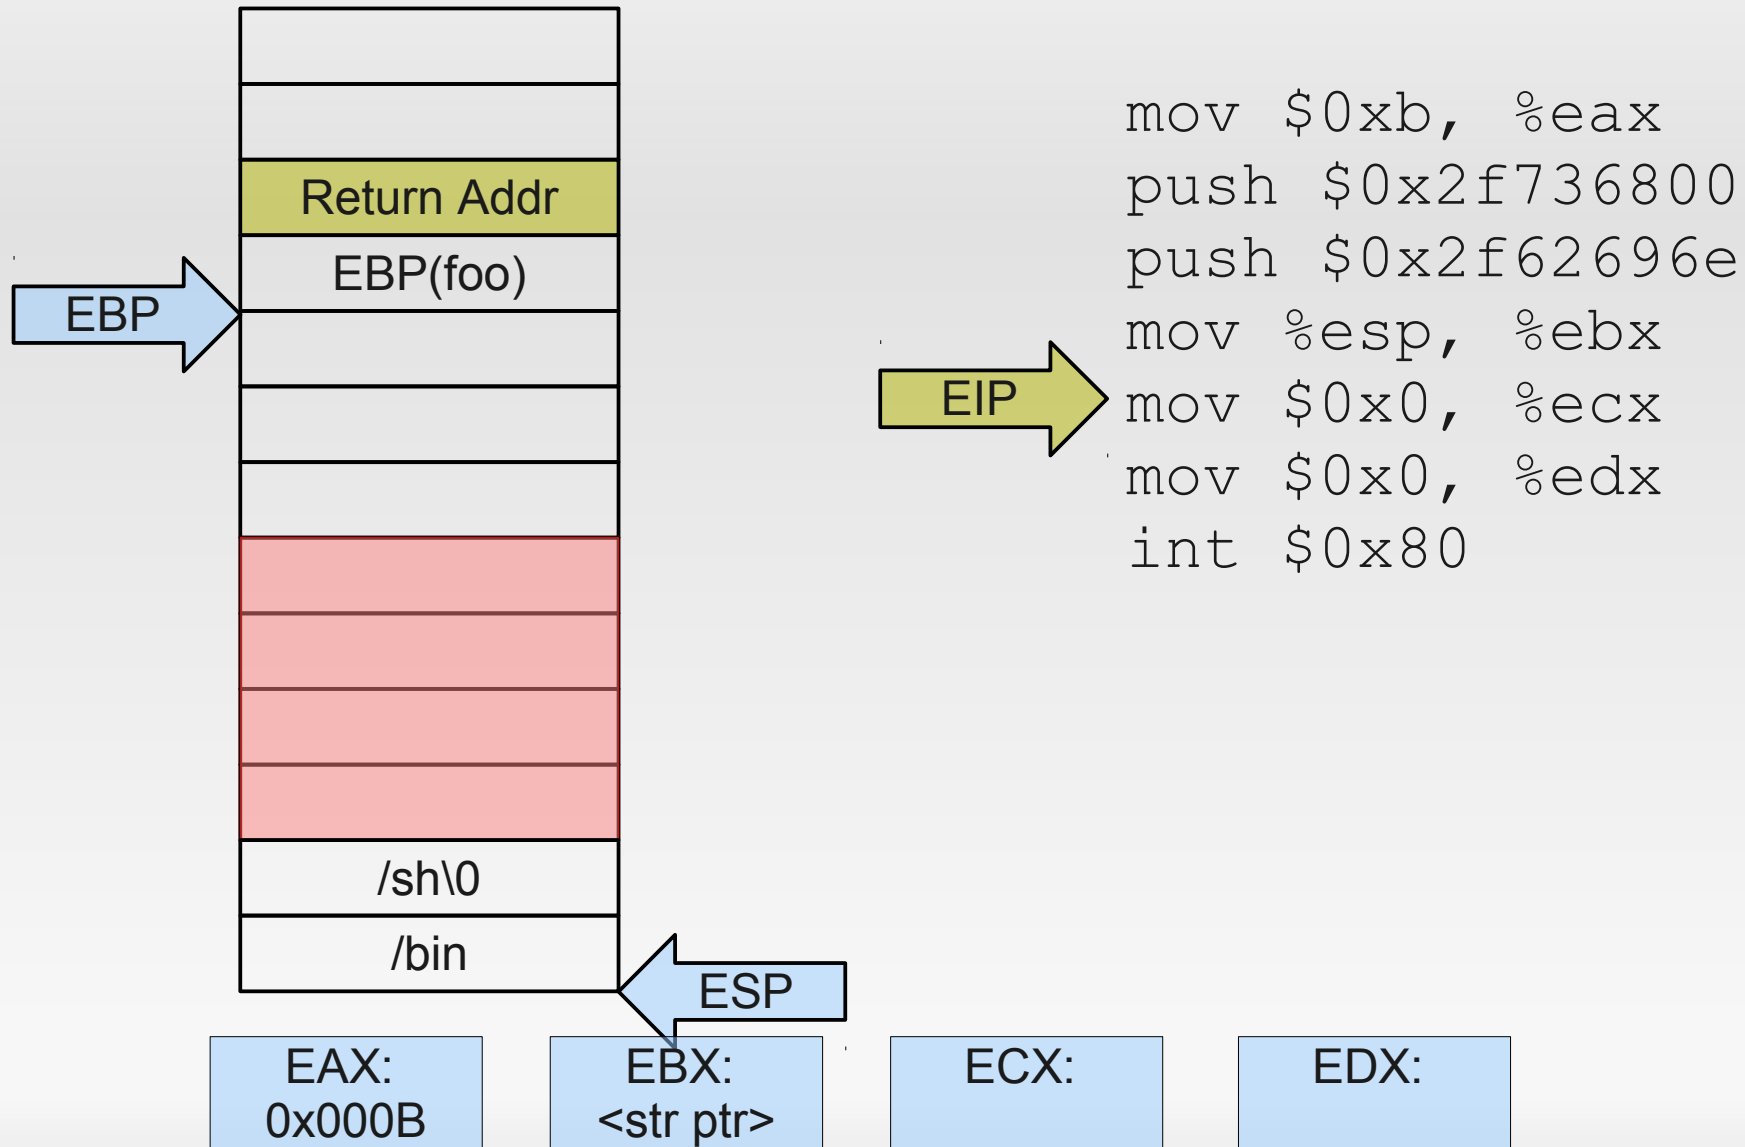 Return Addr
EBP(foo)
EBP
/sh\0
/bin
ESP
mov $0xb, %eax
push $0x2f736800
push $0x2f62696e
mov %esp, %ebx
EIP
mov $0x0, %ecx
mov $0x0, %edx
int $0x80
EAX:
0x000B
EBX:
<str ptr>
ECX:
EDX: